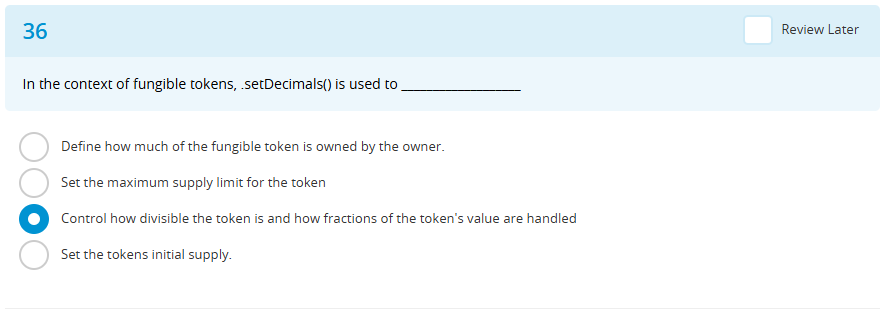 36
Review Later
In the context of fungible tokens, .setDecimals() is used to _________________
Define how much of the fungible token is owned by the owner.
Set the maximum supply limit for the token
Control how divisible the token is and how fractions of the token's value are handled
Set the tokens initial supply.